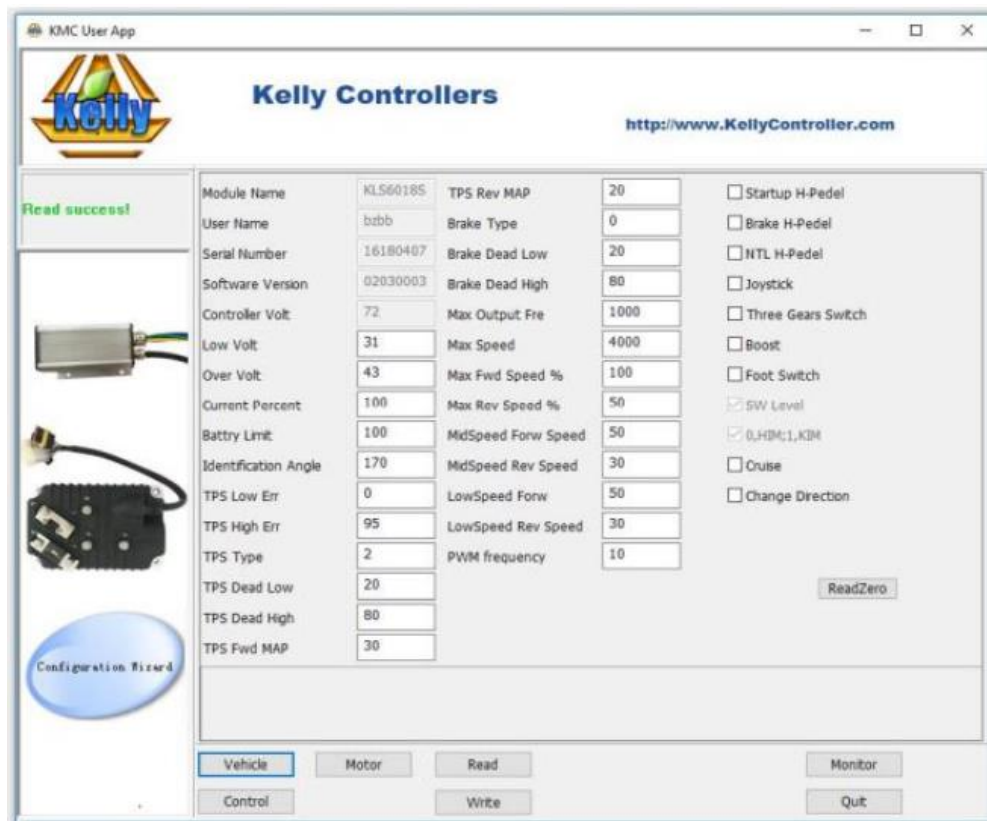 KMC User App
Kelly
Kelly Controllers
http://www.KellyController.com
Read success!
Configuration Wizard
Module Name KLS6018S
User Name bzbb
Serial Number 16180407
Software Version 02030003
Controller Volt 72
Low Volt 31
Over Volt 43
Current Percent 100
Battry Limit 100
Identification Angle 170
TPS Low Err 0
TPS High Err 95
TPS Type 2
TPS Dead Low 20
TPS Dead High 80
TPS Fwd MAP 30
TPS Rev MAP 20
Brake Type 0
Brake Dead Low 20
Brake Dead High 80
Max Output Fre 1000
Max Speed 4000
Max Fwd Speed % 100
Max Rev Speed % 50
MidSpeed Forw Speed 50
MidSpeed Rev Speed 30
LowSpeed Forw 50
LowSpeed Rev Speed 30
PWM frequency 10
Startup H-Pedel
Brake H-Pedel
NTL H-Pedel
Joystick
Three Gears Switch
Boost
Foot Switch
SW Level
0,HIM;1,KIM
Cruise
Change Direction
ReadZero
Vehicle Motor Read Monitor
Control Write Quit